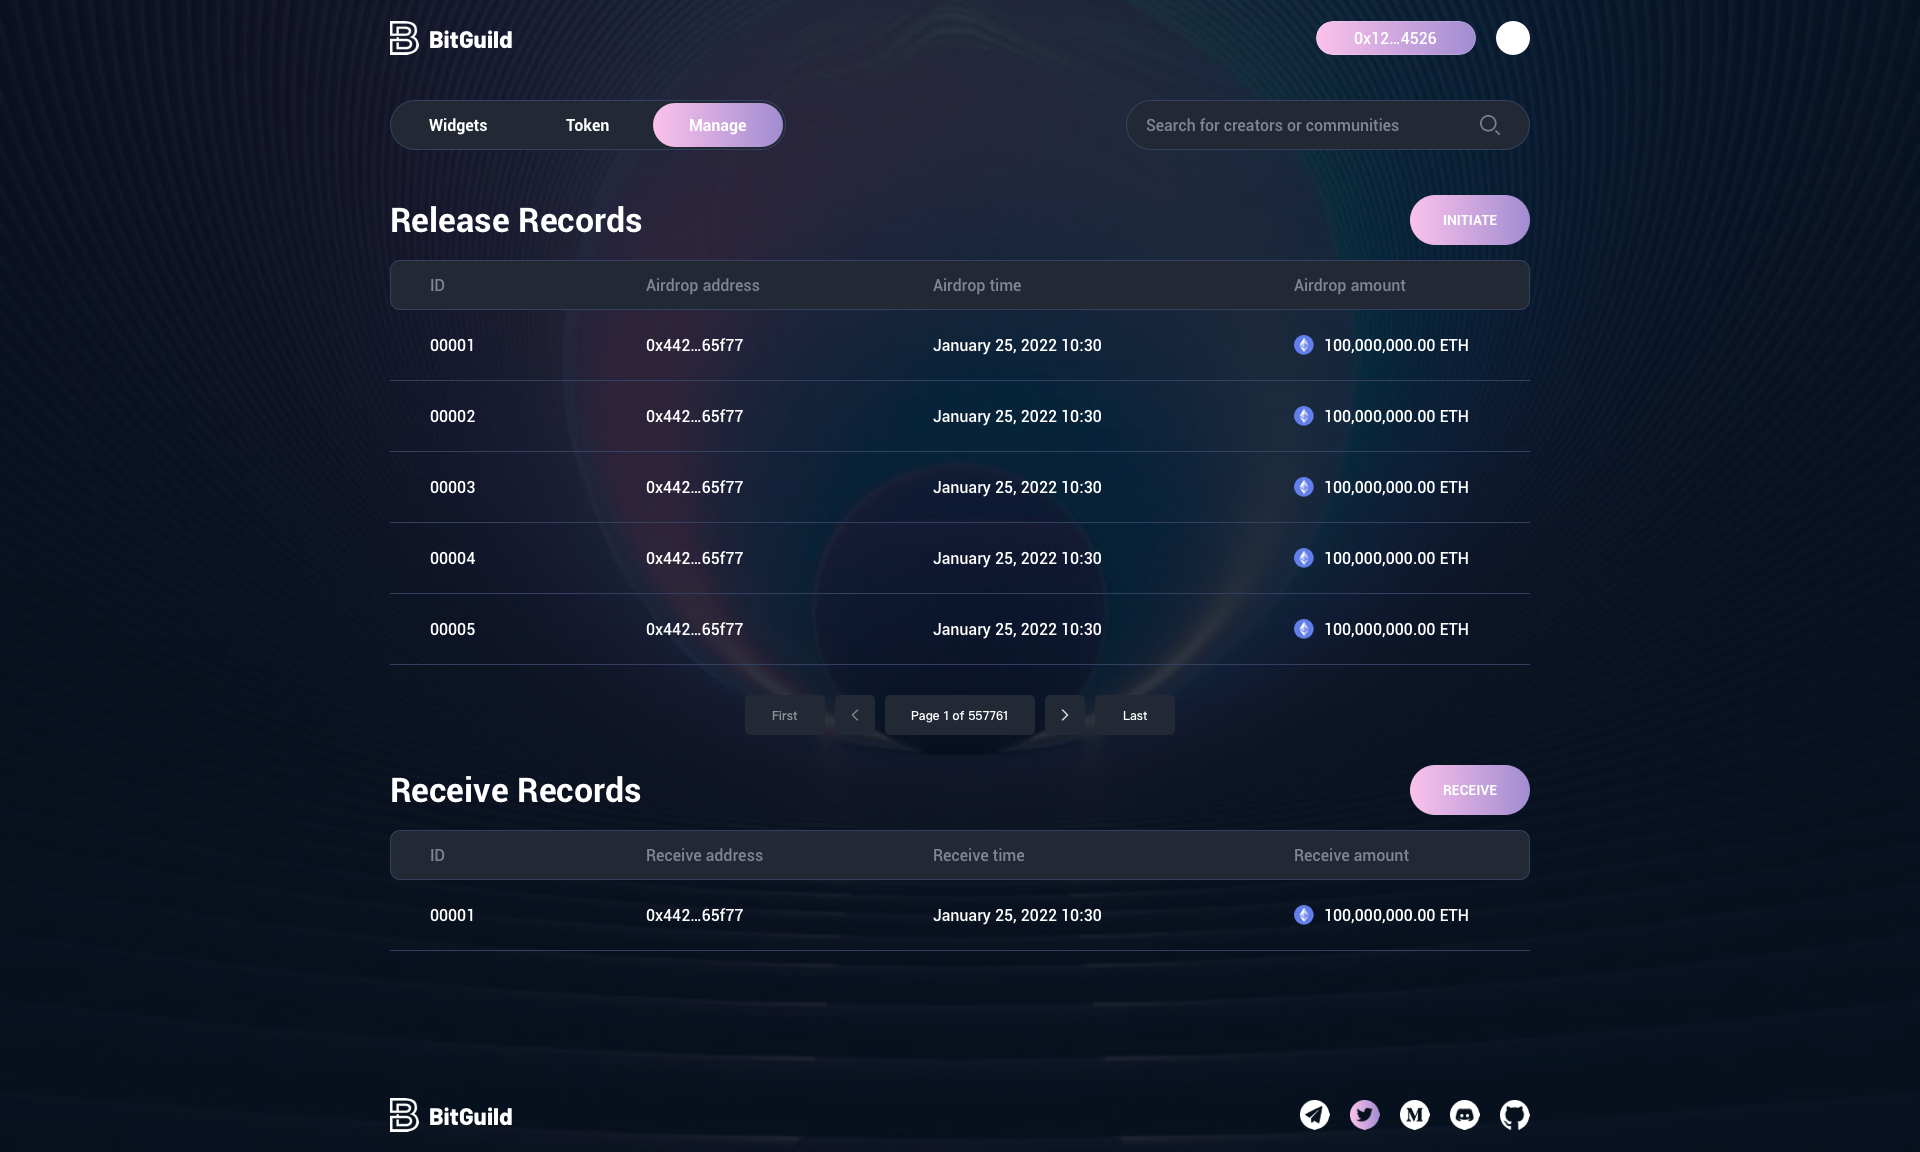 BitGuild
0x12...4526
Widgets Token Manage
Search for creators or communities
Release Records
INITIATE
ID Airdrop address Airdrop time Airdrop amount
00001 0x442...65f77 January 25, 2022 10:30 100,000,000.00 ETH
00002 0x442...65f77 January 25, 2022 10:30 100,000,000.00 ETH
00003 0x442...65f77 January 25, 2022 10:30 100,000,000.00 ETH
00004 0x442...65f77 January 25, 2022 10:30 100,000,000.00 ETH
00005 0x442...65f77 January 25, 2022 10:30 100,000,000.00 ETH
First Page 1 of 557761 Last
Receive Records
RECEIVE
ID Receive address Receive time Receive amount
00001 0x442...65f77 January 25, 2022 10:30 100,000,000.00 ETH
BitGuild